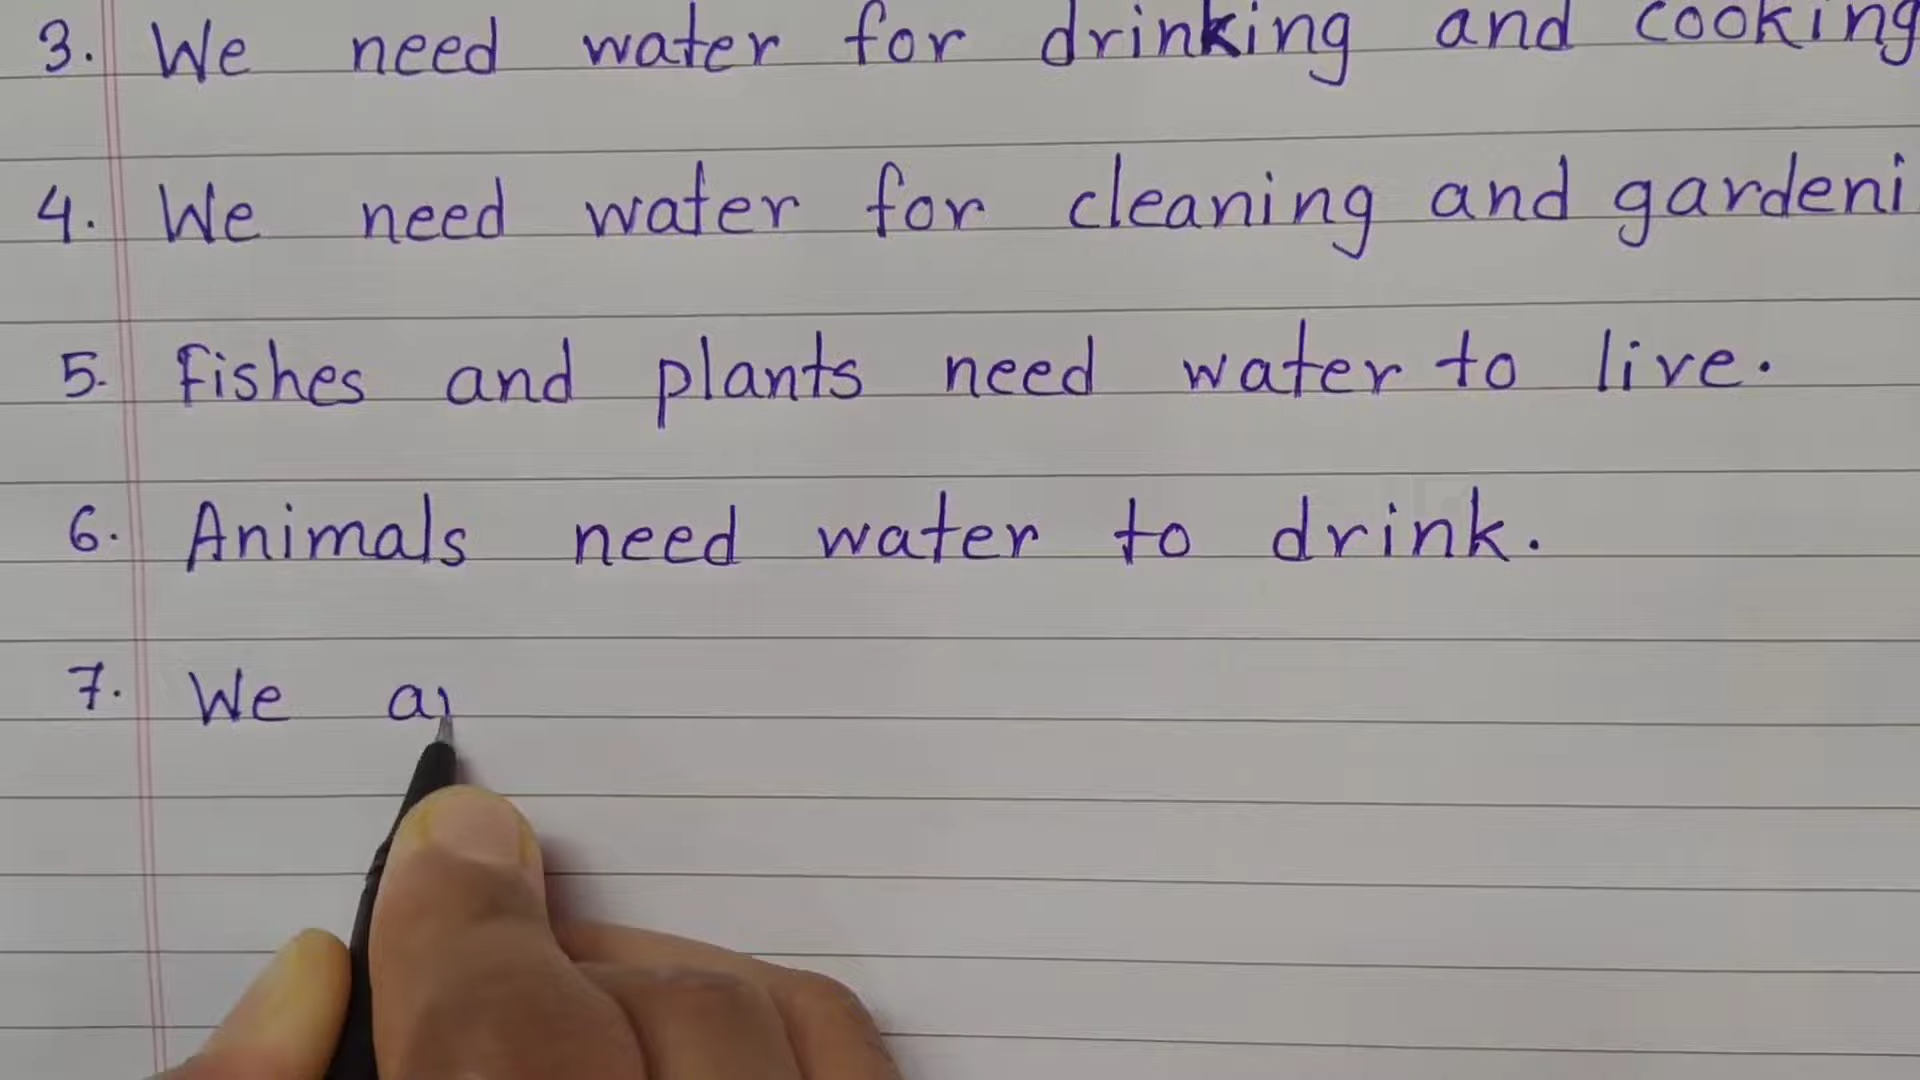 3. We need water for drinking and cooking
4. We need water for cleaning and gardeni
5. Fishes and plants need water to live.
6. Animals need water to drink.
7. We